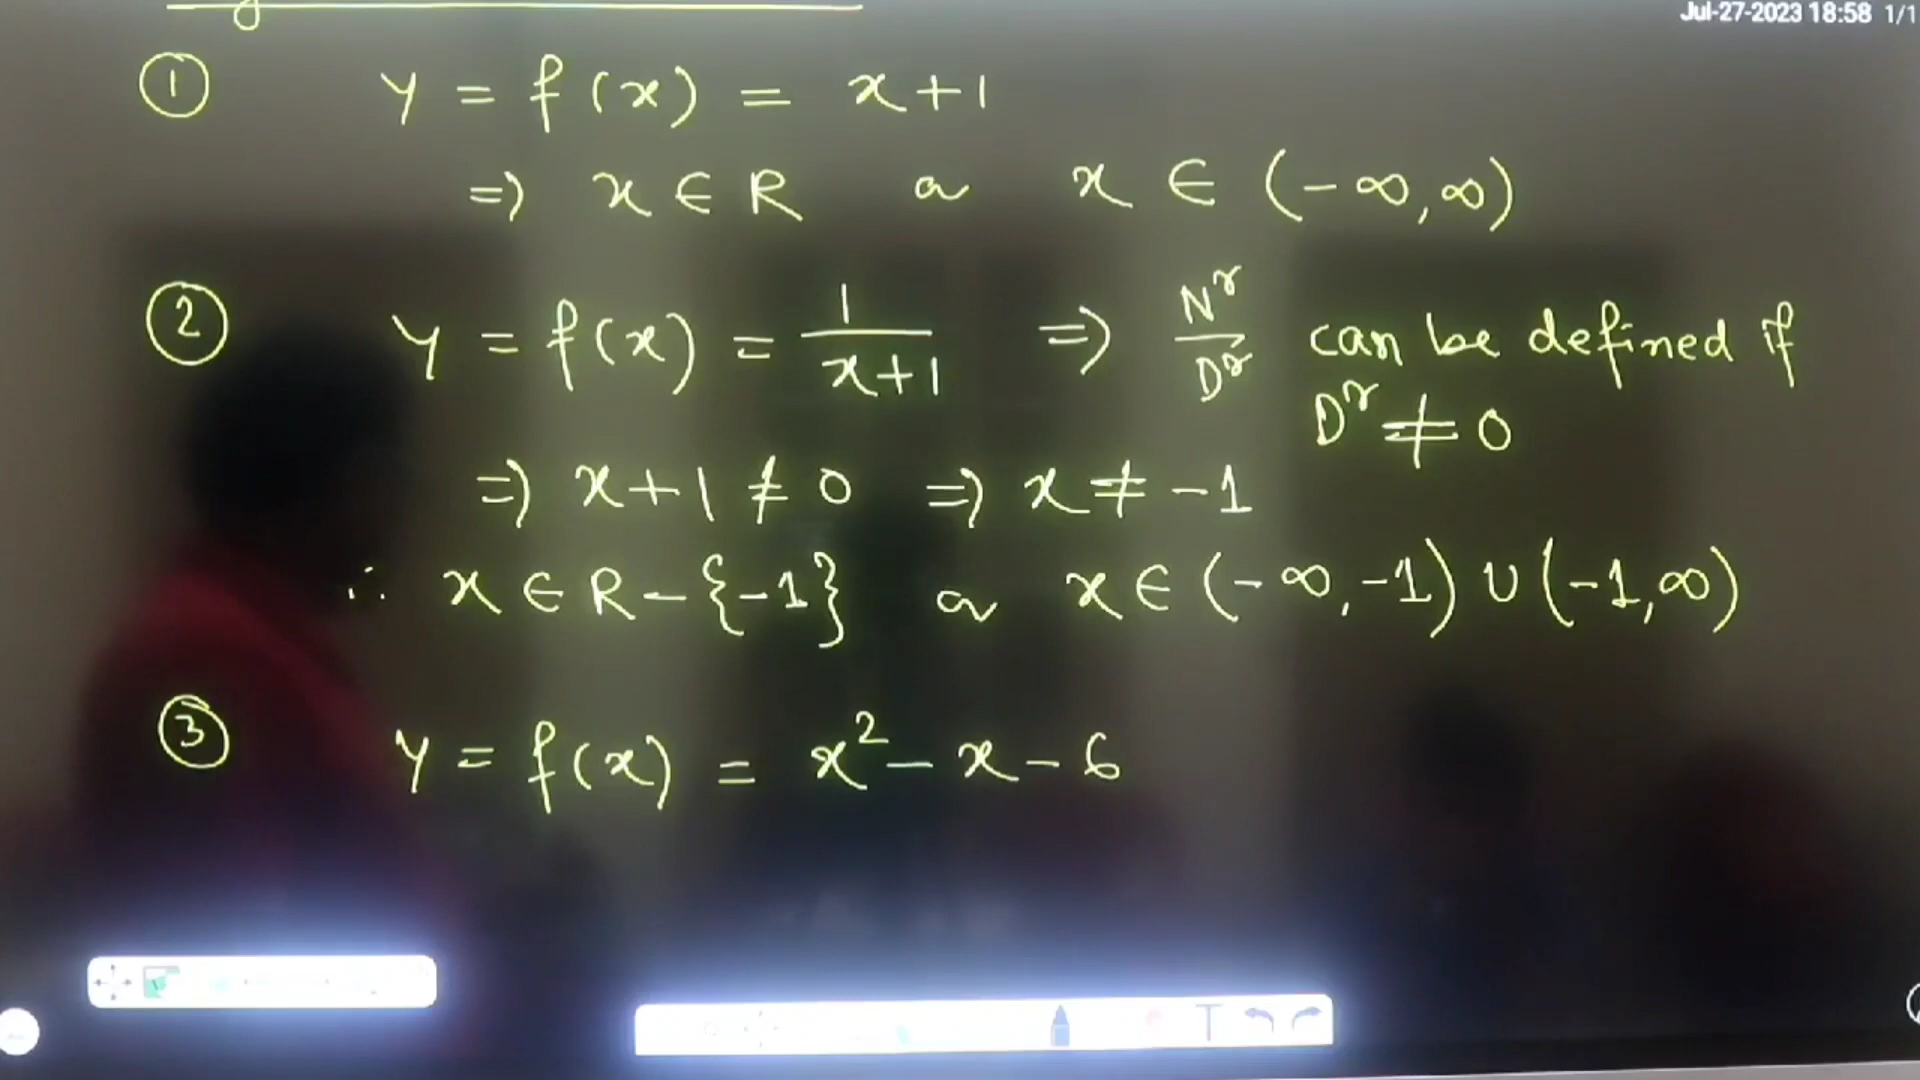 Jul-27-2023 18:58 1/1
① y = f(x) = x+1
⇒ x ∈ R or x ∈ (-∞,∞)
② y = f(x) = 1/(x+1) ⇒ Nʳ/Dʳ can be defined if
Dʳ ≠ 0
⇒ x+1 ≠ 0 ⇒ x ≠ -1
∴ x ∈ R-{-1} or x ∈ (-∞,-1) ∪ (-1,∞)
③ y = f(x) = x²-x-6
T